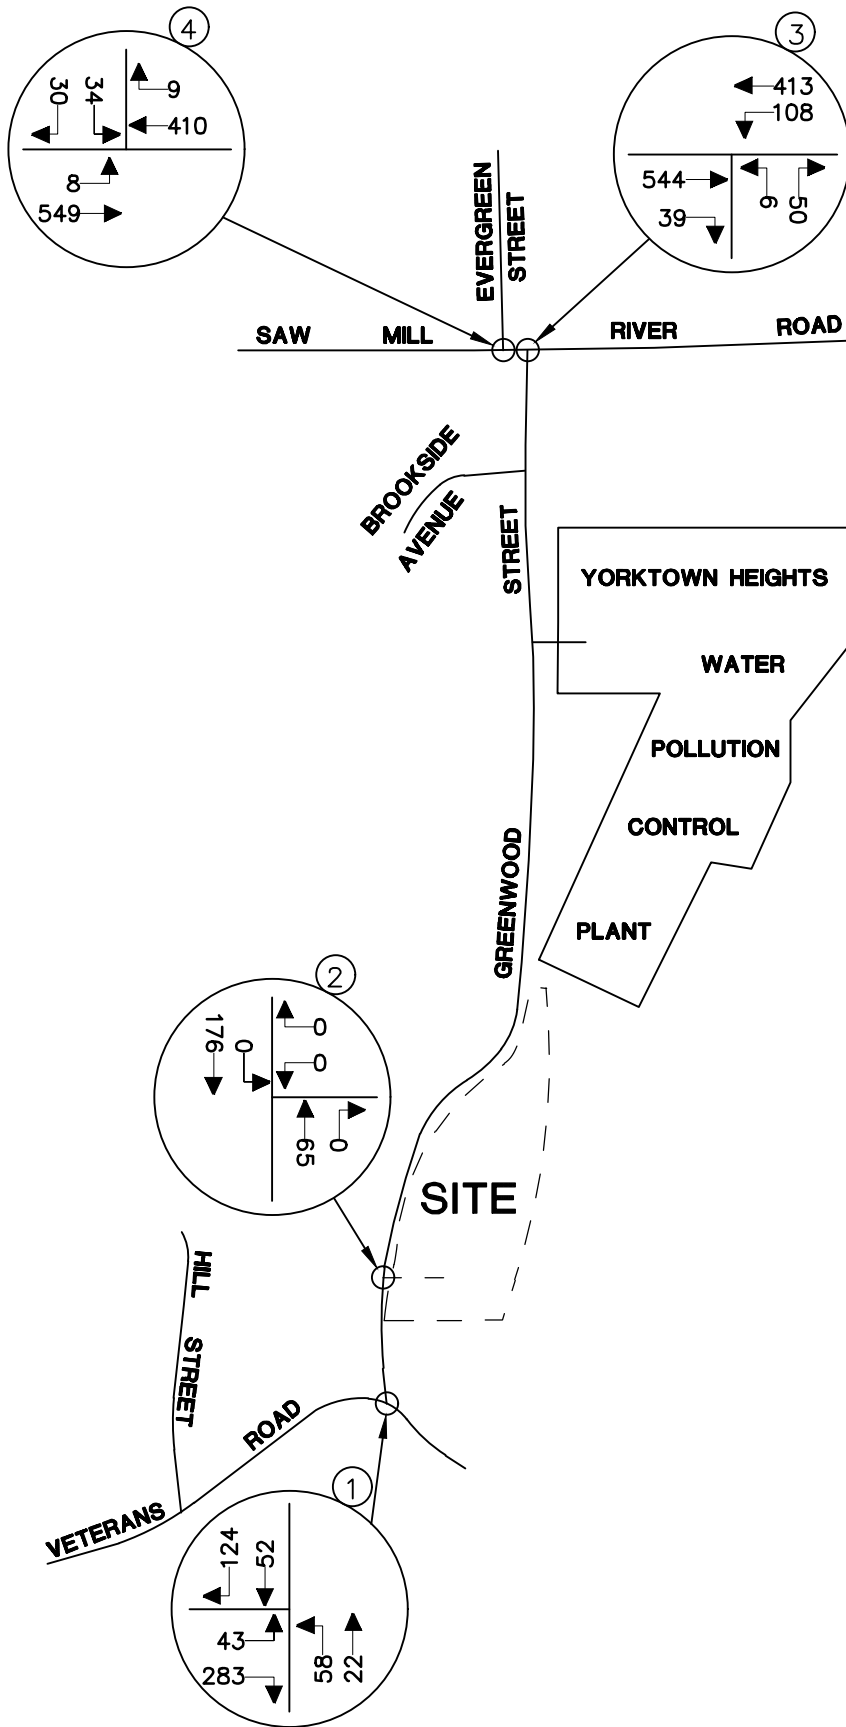 4
30
34
9
410
8
549
3
413
108
544
39
6
50
EVERGREEN
STREET
SAW MILL RIVER ROAD
BROOKSIDE
AVENUE
STREET
YORKTOWN HEIGHTS
WATER
POLLUTION
CONTROL
PLANT
GREENWOOD
2
176
0
0
0
65
0
SITE
HILL STREET
VETERANS ROAD
1
124
52
43
283
58
22